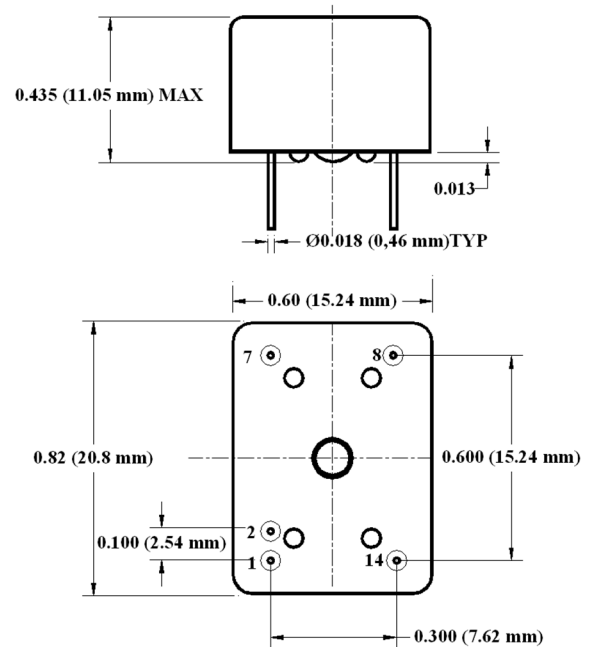 0.435 (11.05 mm) MAX
0.013
Ø0.018 (0,46 mm)TYP
0.60 (15.24 mm)
7
8
0.82 (20.8 mm)
0.600 (15.24 mm)
2
0.100 (2.54 mm)
1
14
0.300 (7.62 mm)